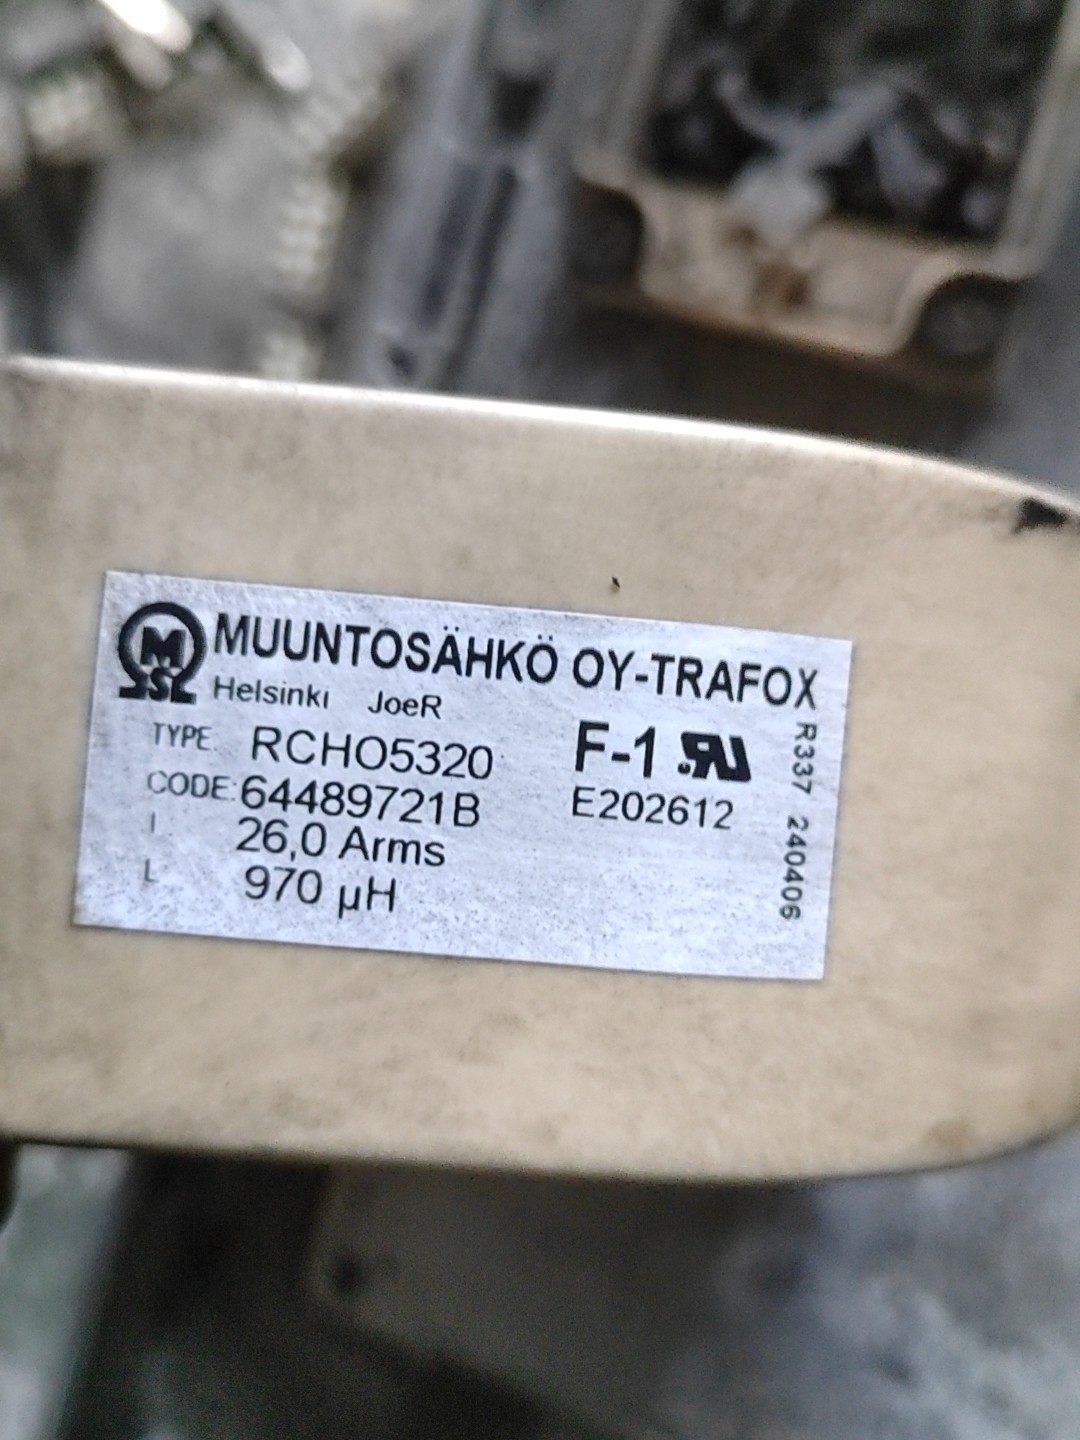 MUUNTOSÄHKÖ OY-TRAFOX
Helsinki JoeR
TYPE. RCHO5320
F-1
CODE:64489721B
E202612
I 26,0 Arms
L 970 µH
R337 240406